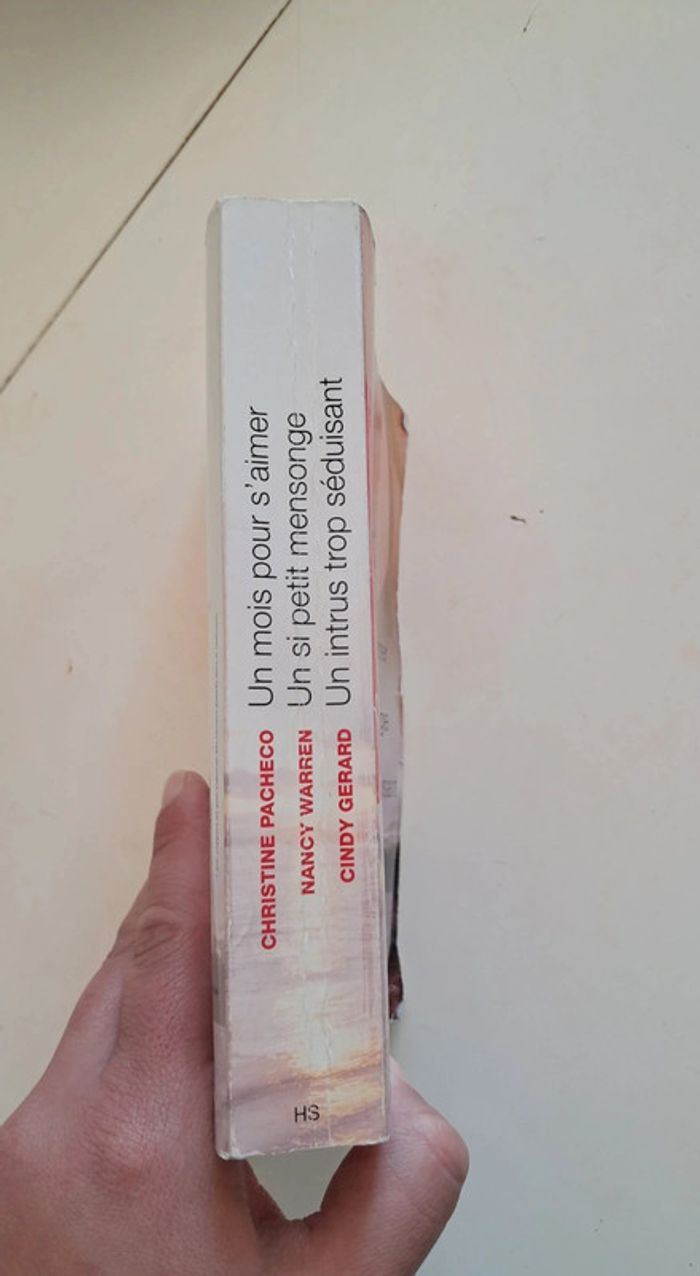 CHRISTINE PACHECO Un mois pour s'aimer
NANCY WARREN Un si petit mensonge
CINDY GERARD Un intrus trop séduisant
HS